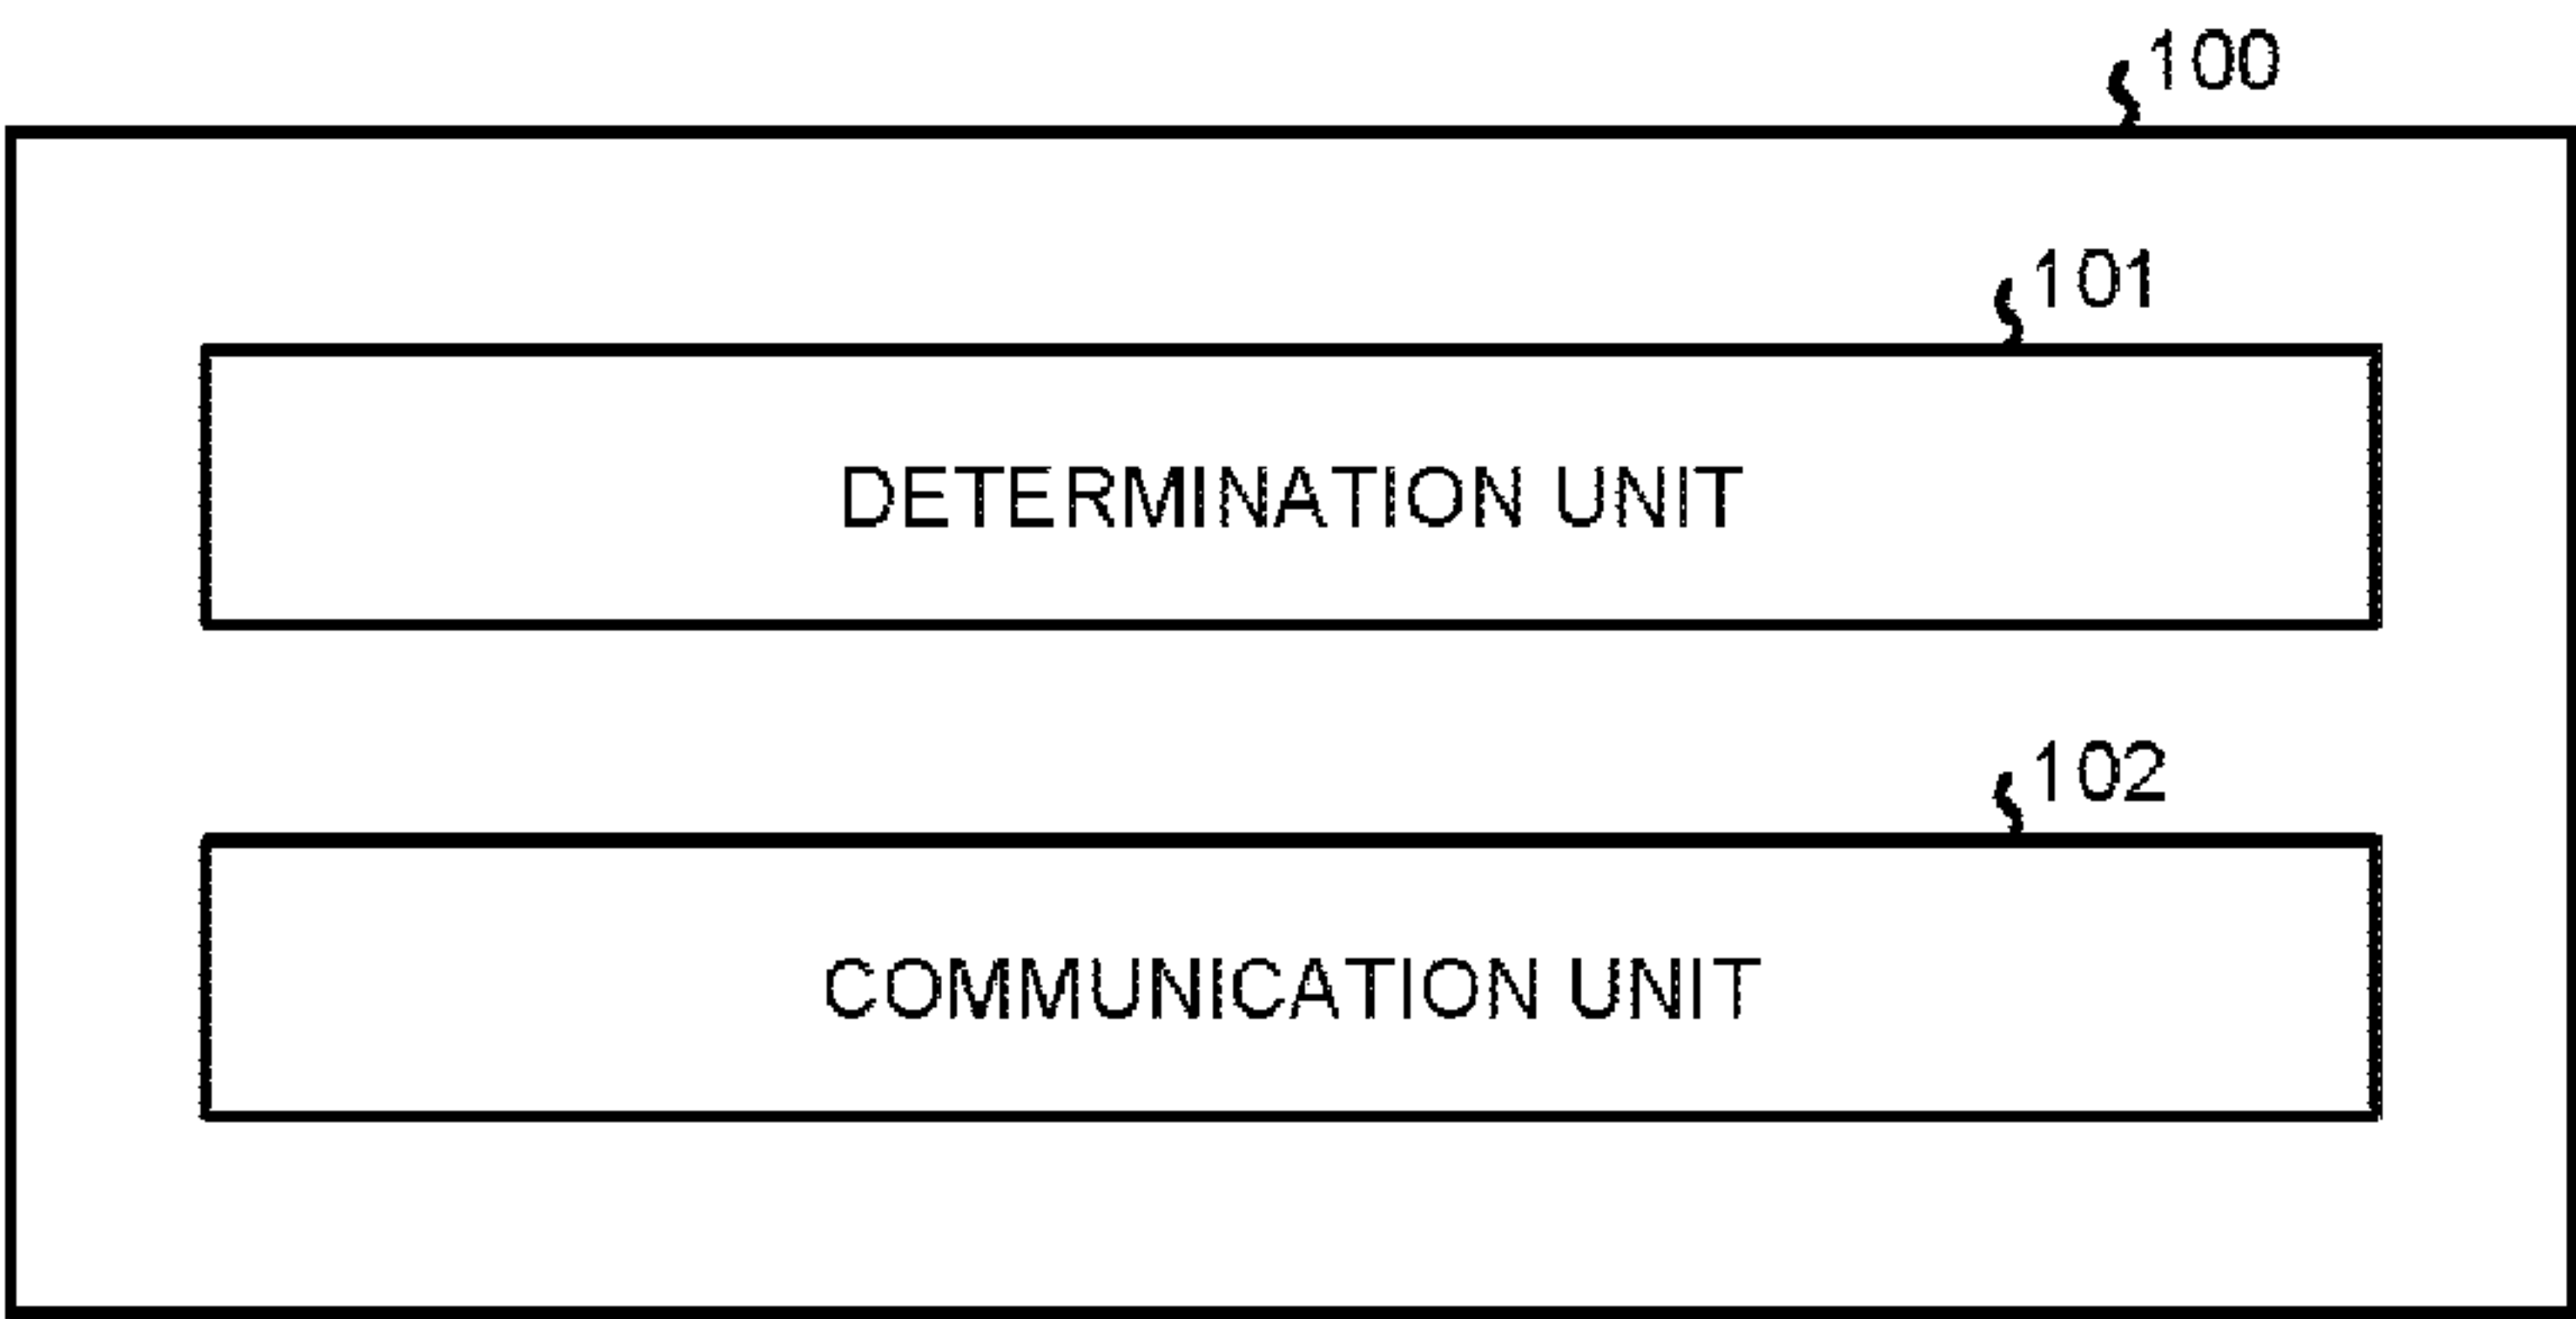 100
101
DETERMINATION UNIT
102
COMMUNICATION UNIT